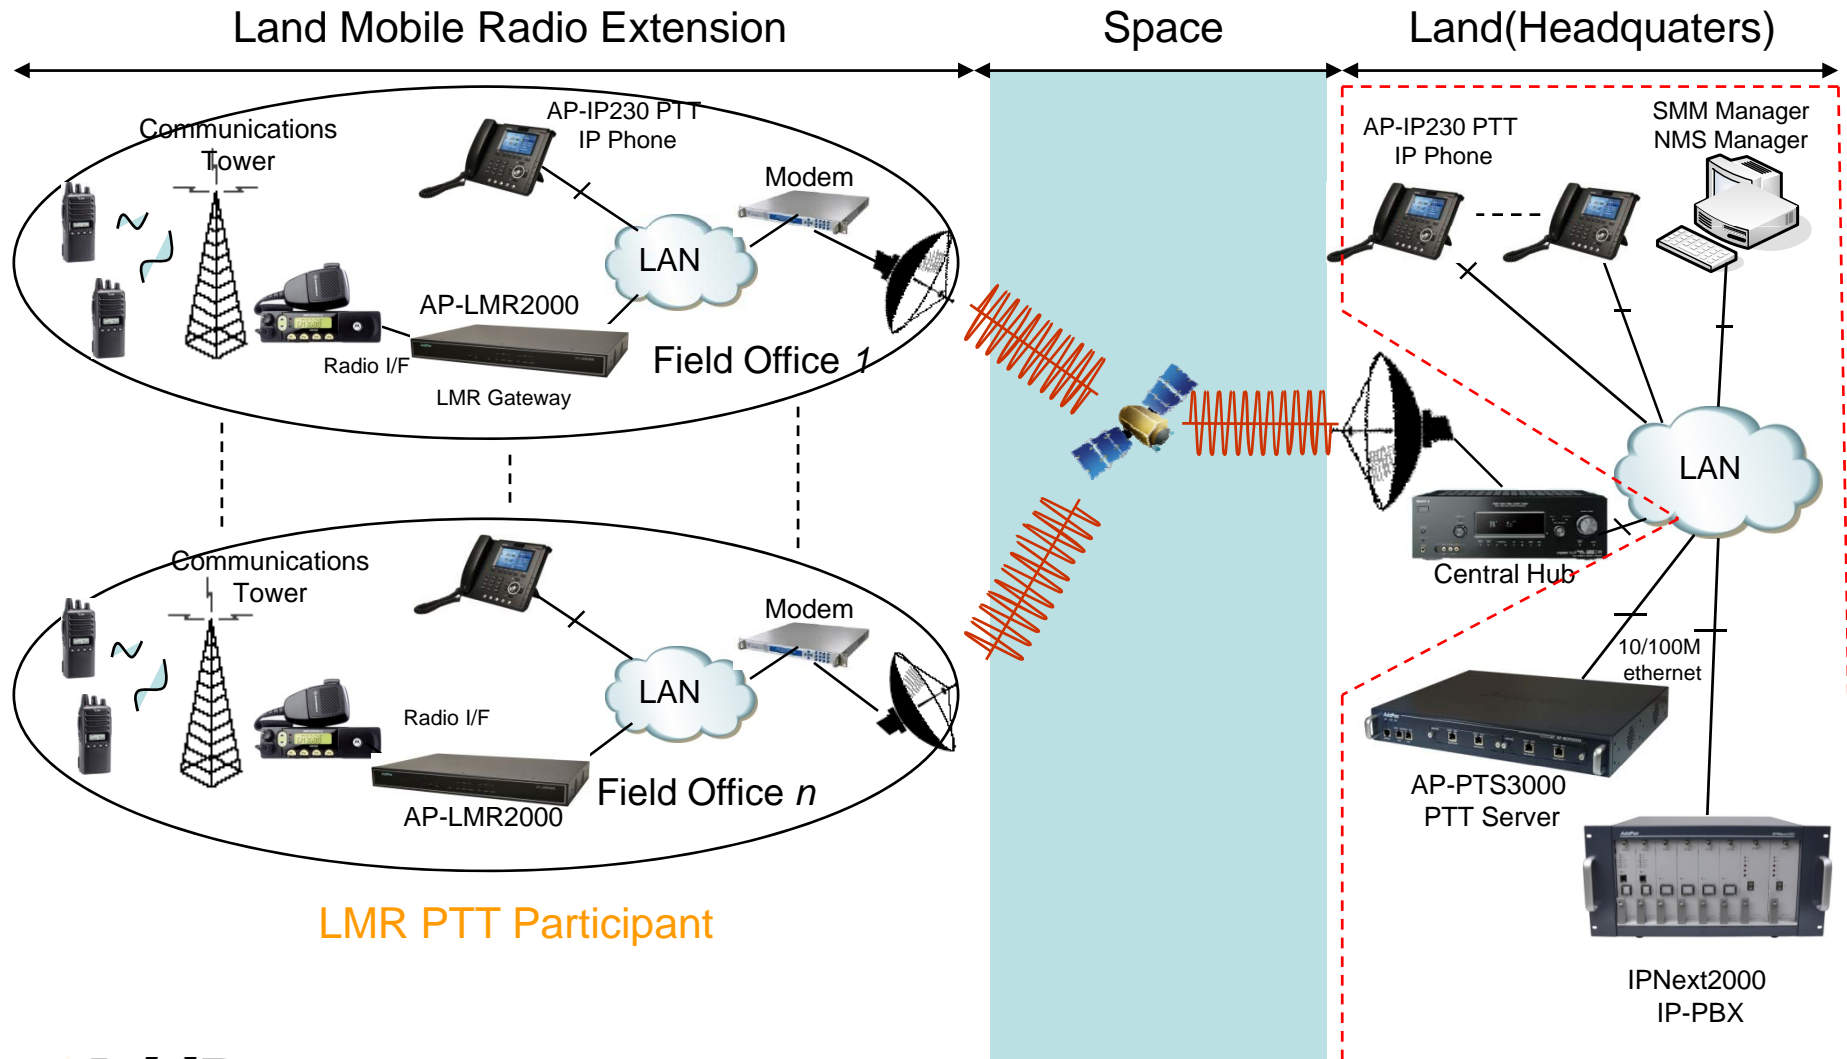 Land Mobile Radio Extension
Space
Land(Headquaters)
AP-IP230 PTT
IP Phone
Communications
Tower
Modem
LAN
AP-LMR2000
Radio I/F
LMR Gateway
Field Office 1
AP-IP230 PTT
IP Phone
SMM Manager
NMS Manager
LAN
Central Hub
10/100M
ethernet
AP-PTS3000
PTT Server
IPNext2000
IP-PBX
Communications
Tower
Modem
LAN
Radio I/F
AP-LMR2000
Field Office n
LMR PTT Participant